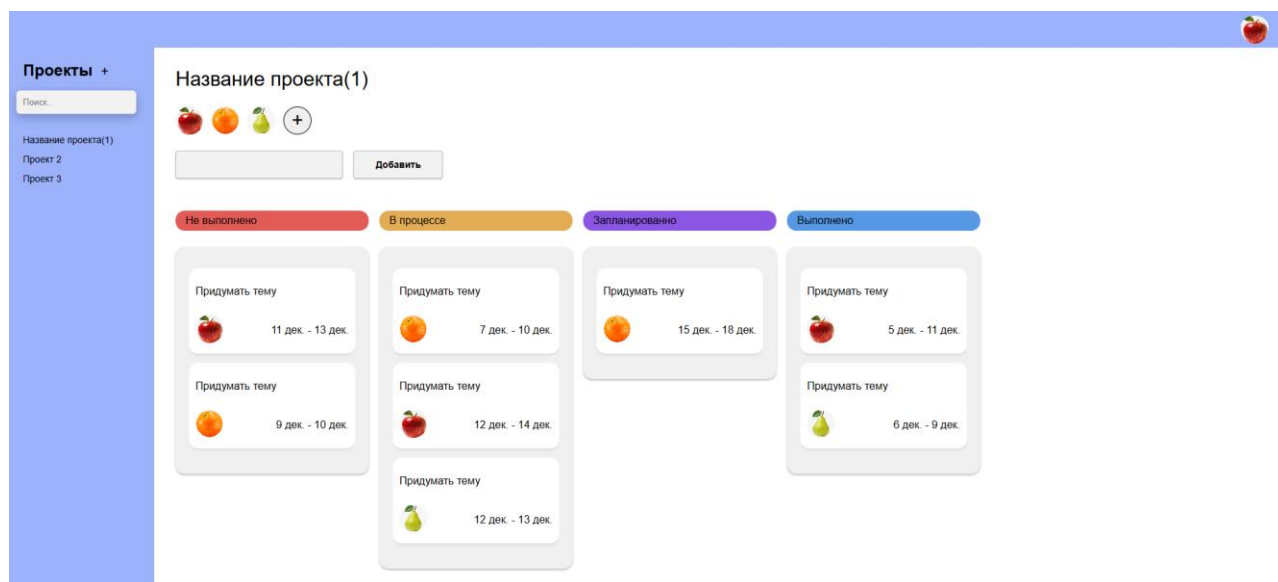 Проекты +
Поиск..
Название проекта(1)
Проект 2
Проект 3
Название проекта(1)
+
Добавить
Не выполнено
Придумать тему
11 дек. - 13 дек.
Придумать тему
9 дек. - 10 дек.
В процессе
Придумать тему
7 дек. - 10 дек.
Придумать тему
12 дек. - 14 дек.
Придумать тему
12 дек. - 13 дек.
Запланированно
Придумать тему
15 дек. - 18 дек.
Выполнено
Придумать тему
5 дек. - 11 дек.
Придумать тему
6 дек. - 9 дек.